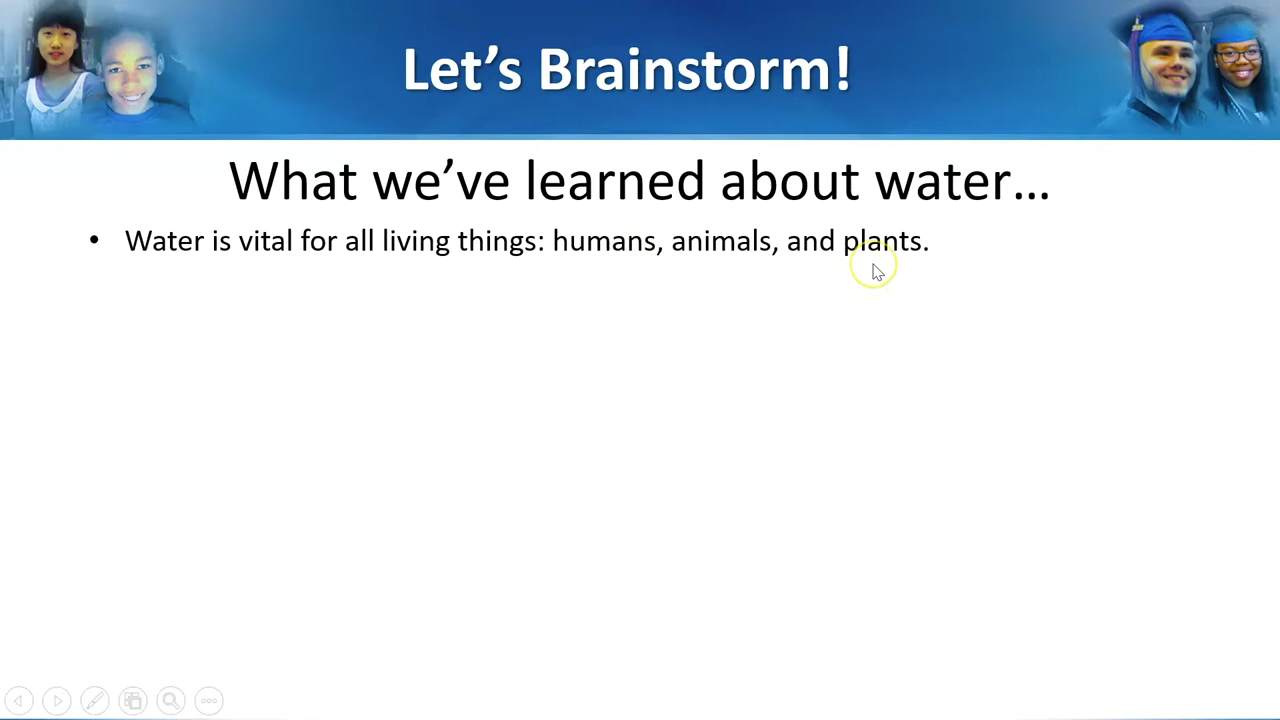 Let’s Brainstorm!
What we’ve learned about water…
• Water is vital for all living things: humans, animals, and plants.